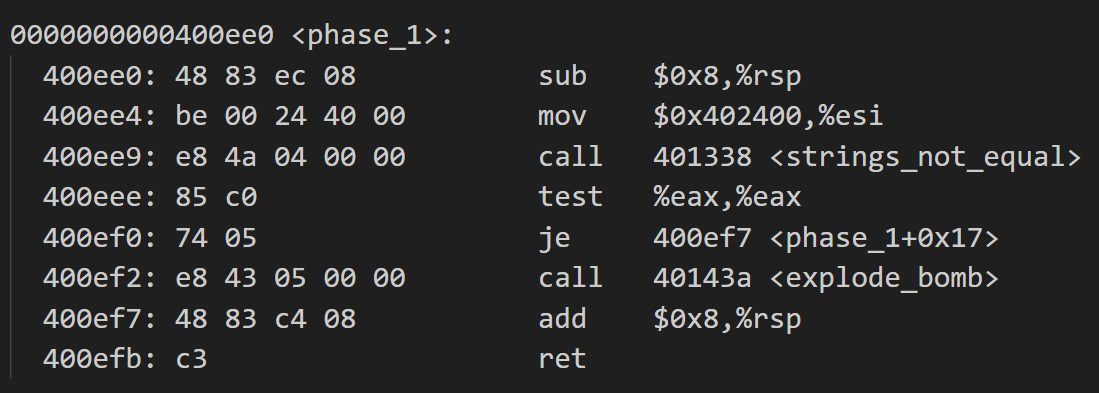 0000000000400ee0 <phase_1>:
400ee0: 48 83 ec 08 sub $0x8,%rsp
400ee4: be 00 24 40 00 mov $0x402400,%esi
400ee9: e8 4a 04 00 00 call 401338 <strings_not_equal>
400eee: 85 c0 test %eax,%eax
400ef0: 74 05 je 400ef7 <phase_1+0x17>
400ef2: e8 43 05 00 00 call 40143a <explode_bomb>
400ef7: 48 83 c4 08 add $0x8,%rsp
400efb: c3 ret